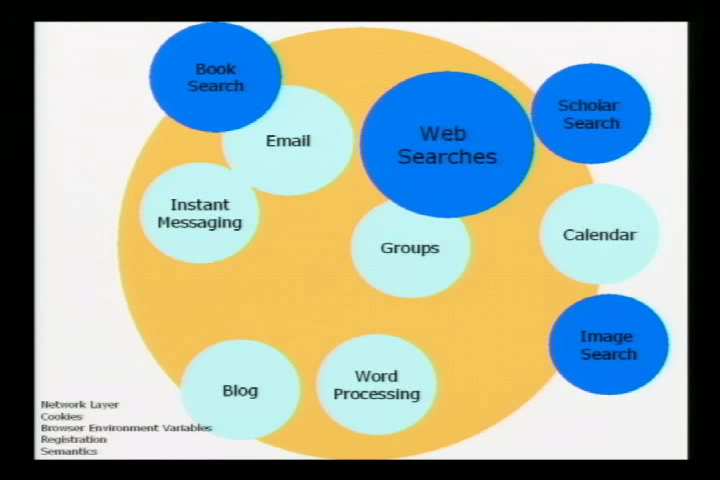 Book
Search
Email
Web
Searches
Scholar
Search
Instant
Messaging
Groups
Calendar
Image
Search
Blog
Word
Processing
Network Layer
Cookies
Browser Environment Variables
Registration
Semantics